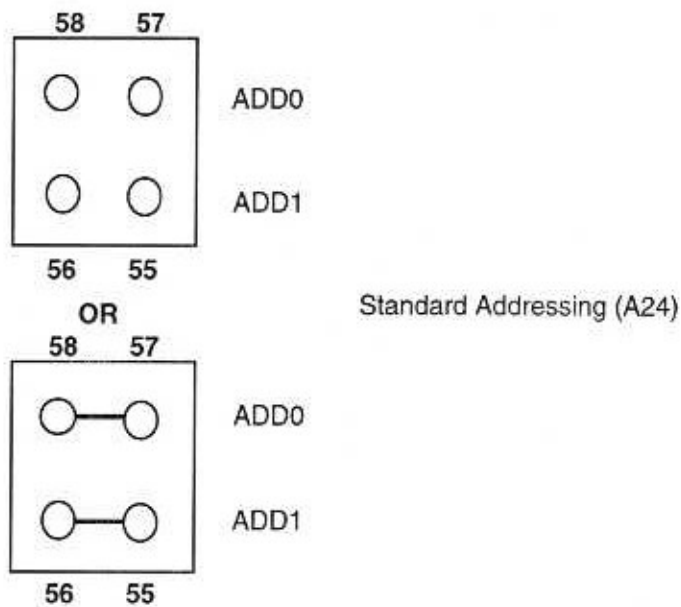 58 57
ADD0
ADD1
56 55
OR
Standard Addressing (A24)
58 57
ADD0
ADD1
56 55